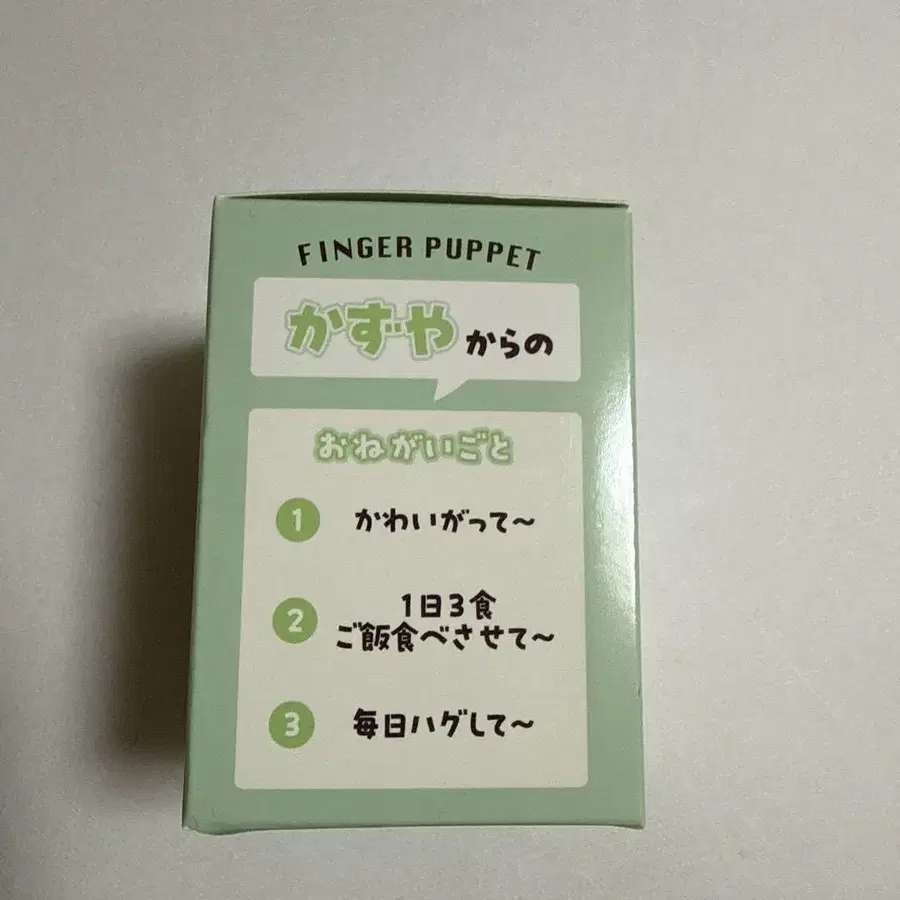 FINGER PUPPET
かずやからの
おねがいごと
1 かわいがって〜
2 1日3食
ご飯食べさせて〜
3 毎日ハグして〜